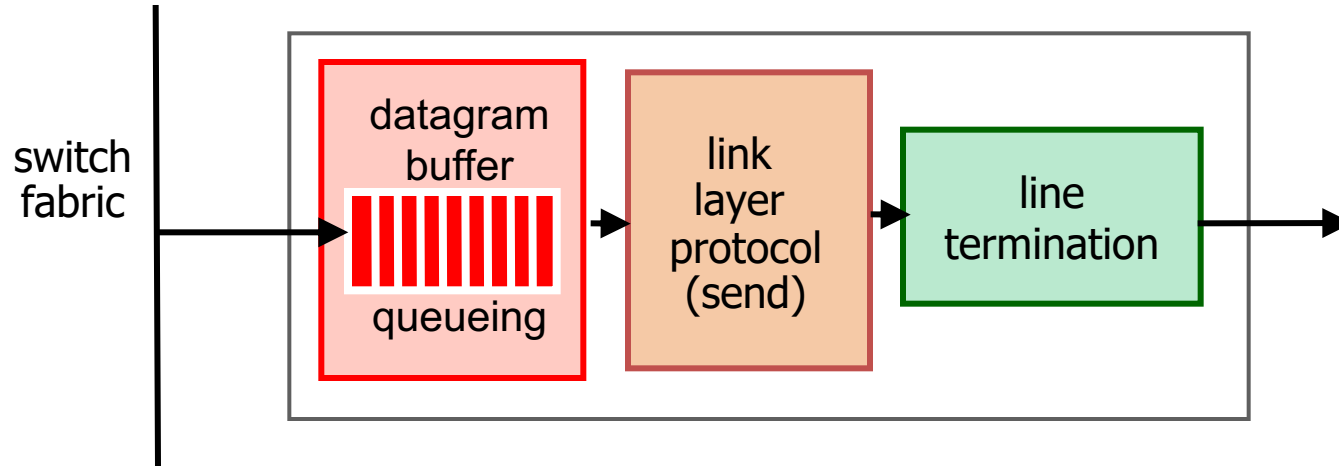 switch
fabric
datagram
buffer
queueing
link
layer
protocol
(send)
line
termination